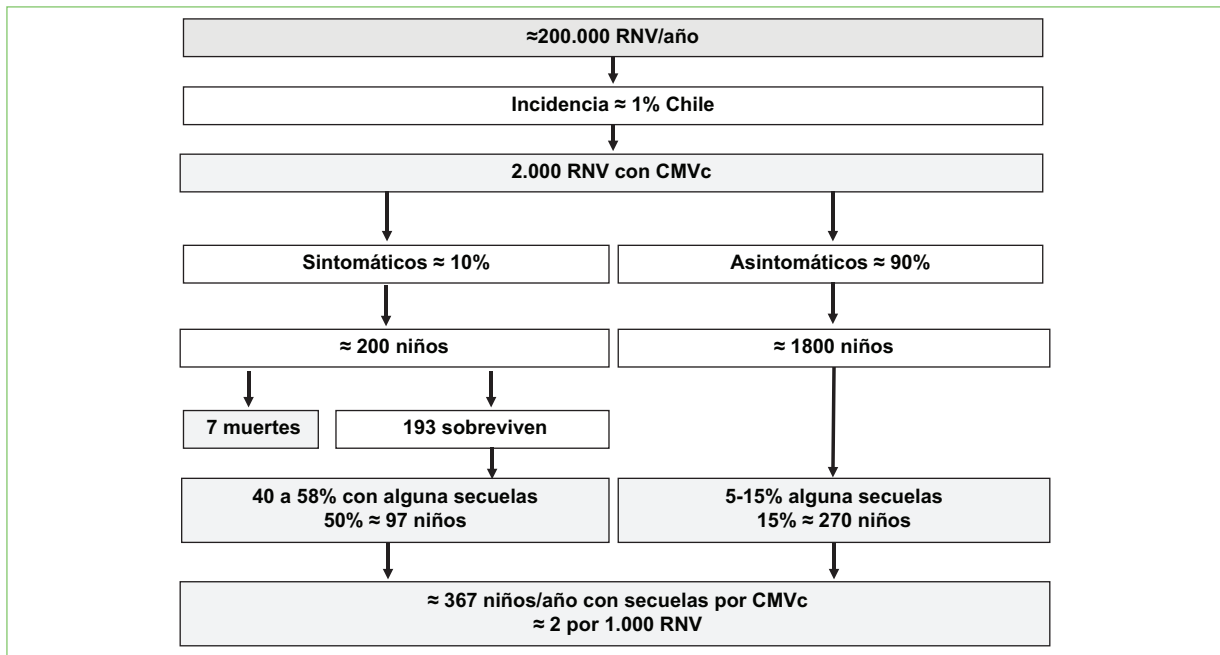 ≈200.000 RNV/año
Incidencia ≈ 1% Chile
2.000 RNV con CMVc
Sintomáticos ≈ 10%
Asintomáticos ≈ 90%
≈ 200 niños
≈ 1800 niños
7 muertes
193 sobreviven
40 a 58% con alguna secuelas
50% ≈ 97 niños
5-15% alguna secuelas
15% ≈ 270 niños
≈ 367 niños/año con secuelas por CMVc
≈ 2 por 1.000 RNV